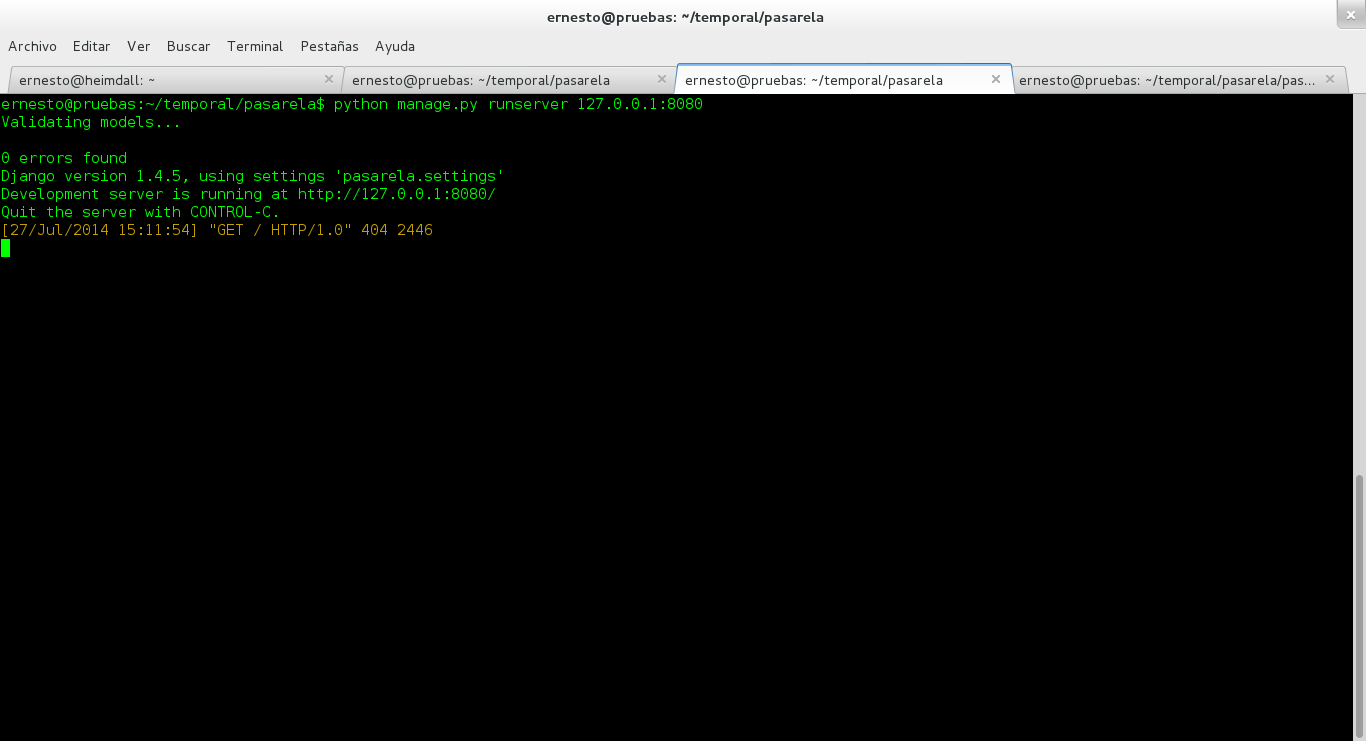 ernesto@pruebas: ~/temporal/pasarela
Archivo Editar Ver Buscar Terminal Pestañas Ayuda
ernesto@heimdall: ~ ernesto@pruebas: ~/temporal/pasarela ernesto@pruebas: ~/temporal/pasarela ernesto@pruebas: ~/temporal/pasarela/pas...
ernesto@pruebas:~/temporal/pasarela$ python manage.py runserver 127.0.0.1:8080
Validating models...
0 errors found
Django version 1.4.5, using settings 'pasarela.settings'
Development server is running at http://127.0.0.1:8080/
Quit the server with CONTROL-C.
[27/Jul/2014 15:11:54] "GET / HTTP/1.0" 404 2446